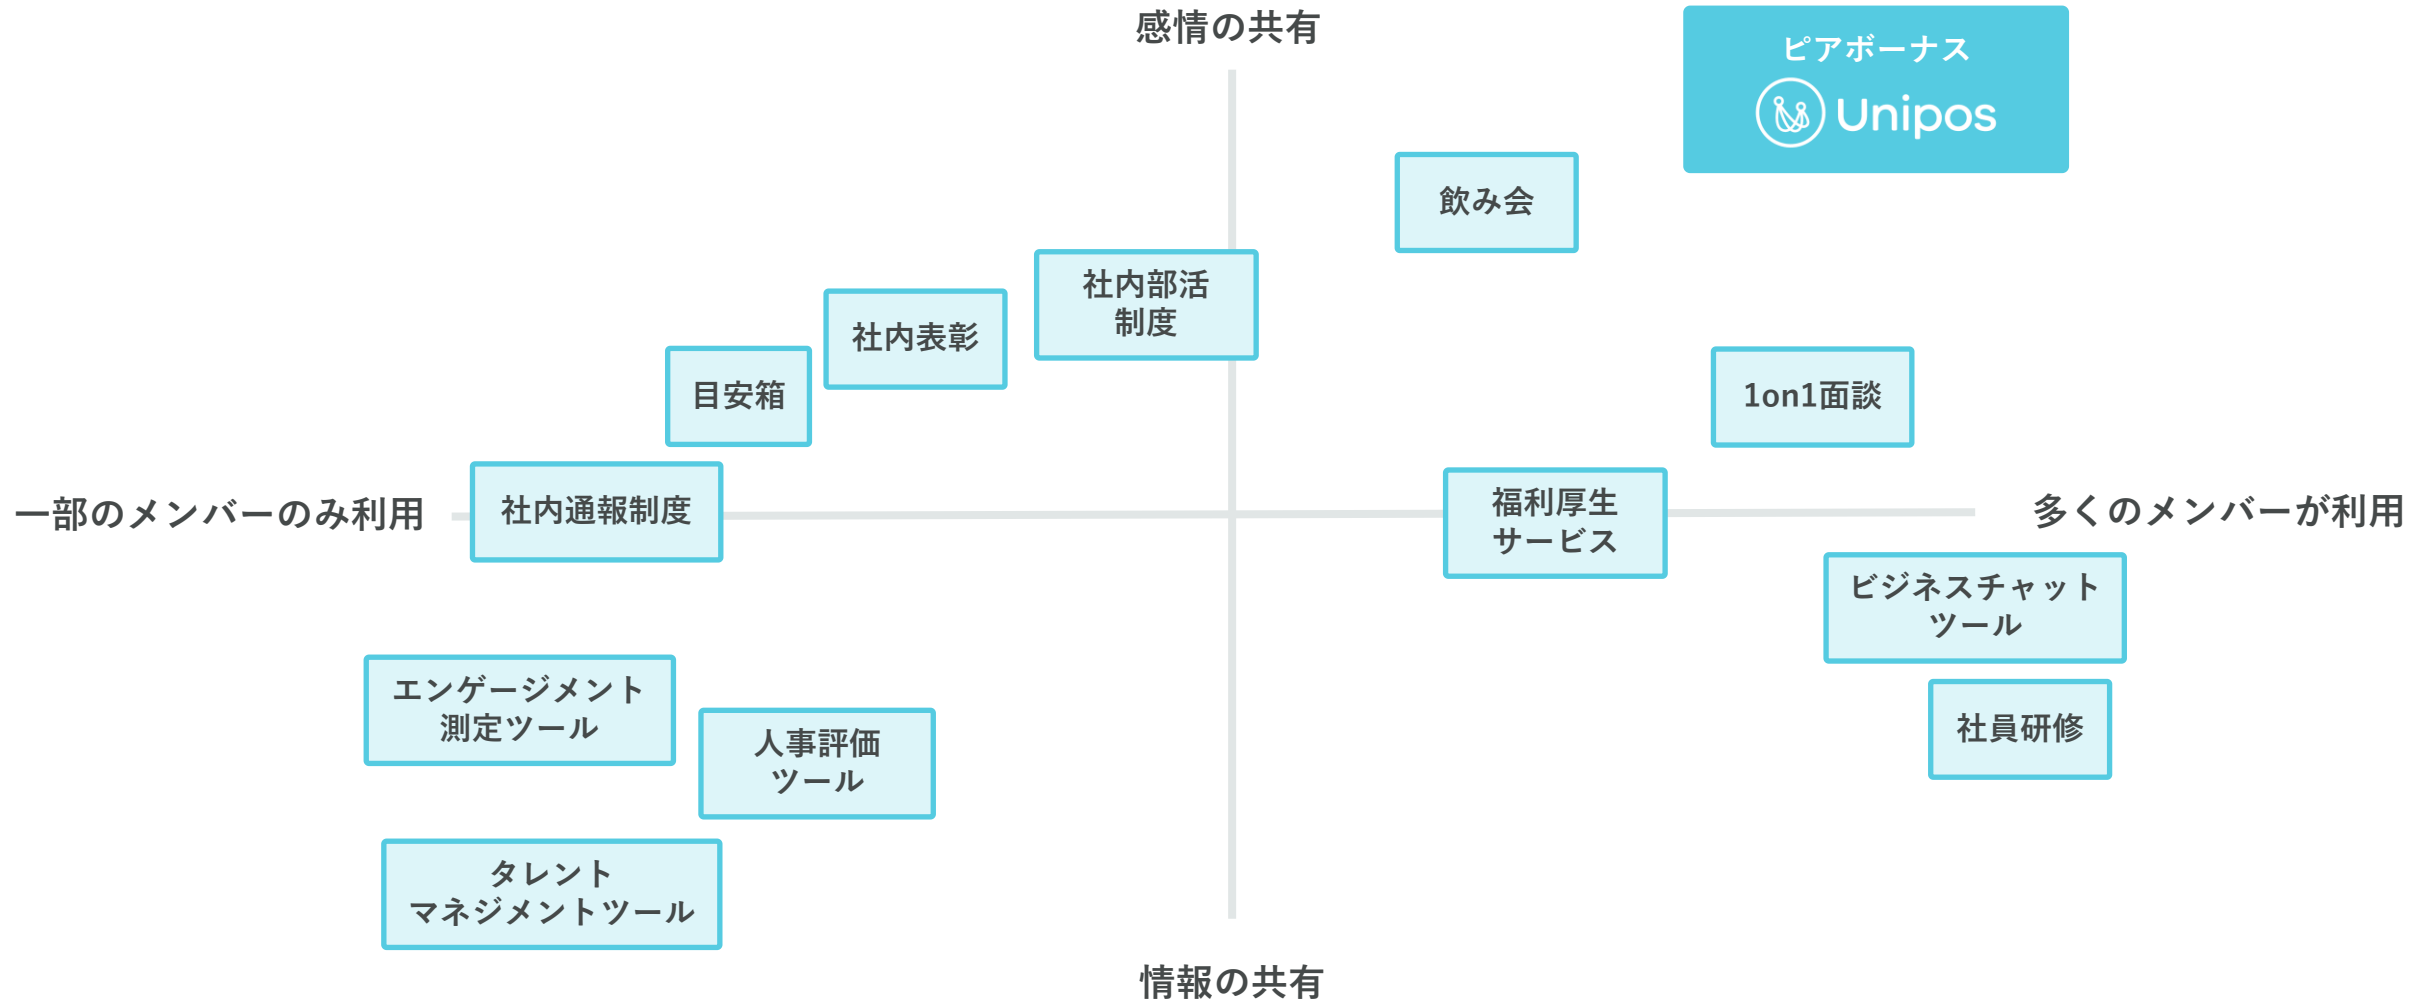 感情の共有
ピアボーナス
Unipos
飲み会
社内部活
制度
社内表彰
目安箱
1on1面談
社内通報制度
福利厚生
サービス
一部のメンバーのみ利用
多くのメンバーが利用
ビジネスチャット
ツール
エンゲージメント
測定ツール
社員研修
人事評価
ツール
タレント
マネジメントツール
情報の共有